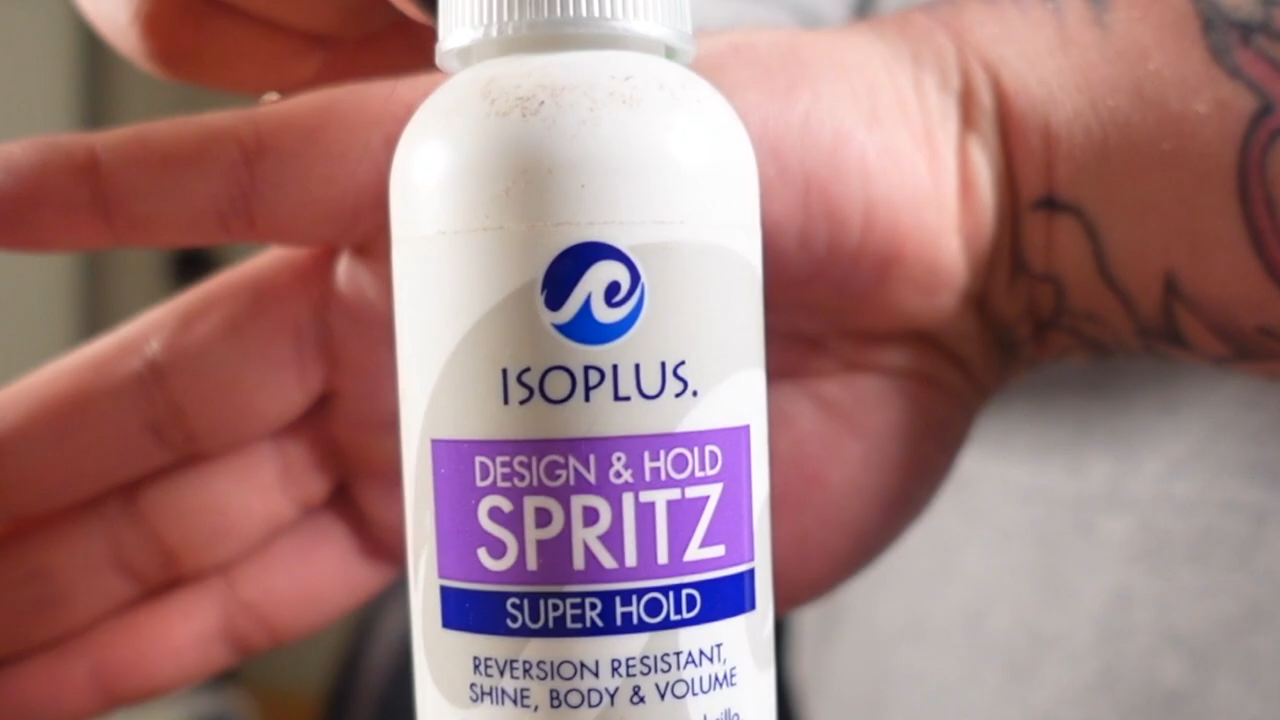 ISOPLUS.
DESIGN & HOLD
SPRITZ
SUPER HOLD
REVERSION RESISTANT,
SHINE, BODY & VOLUME